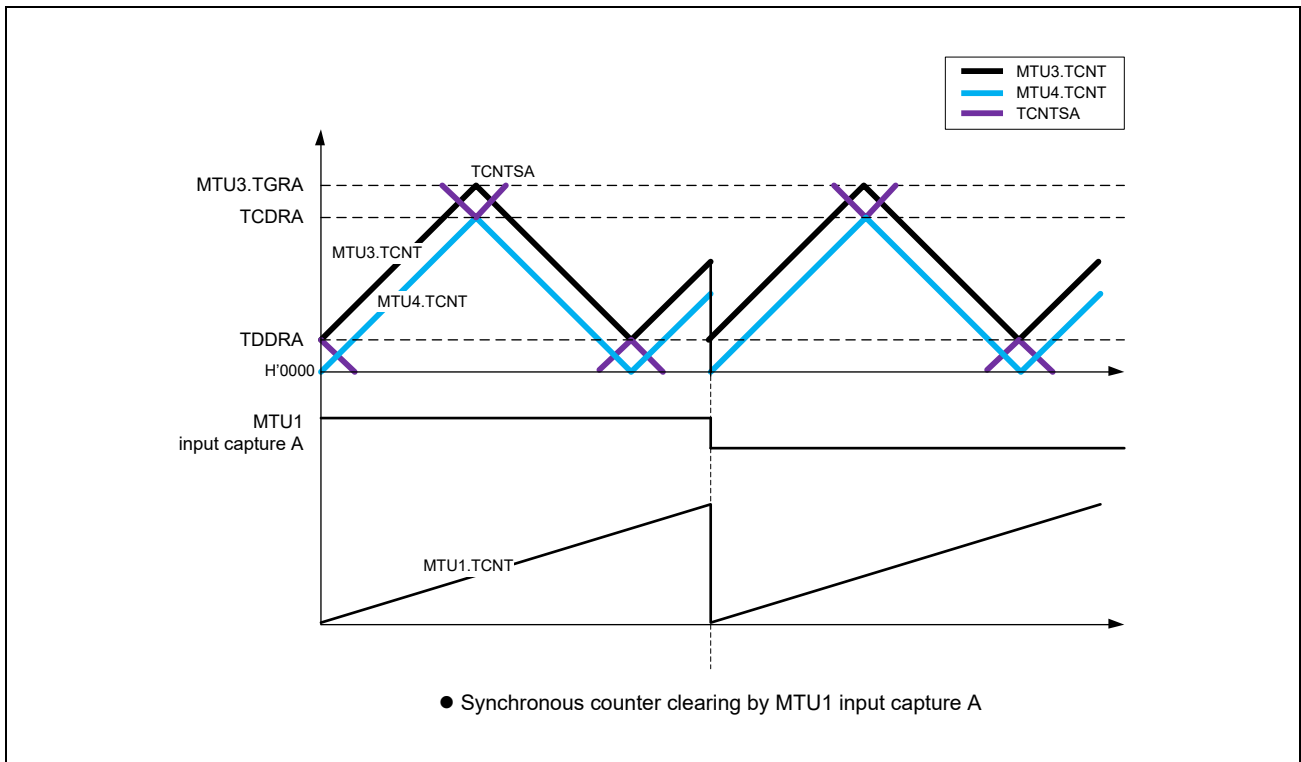 MTU3.TCNT
MTU4.TCNT
TCNTSA
TCNTSA
MTU3.TGRA
TCDRA
MTU3.TCNT
MTU4.TCNT
TDDRA
H'0000
MTU1
input capture A
MTU1.TCNT
● Synchronous counter clearing by MTU1 input capture A